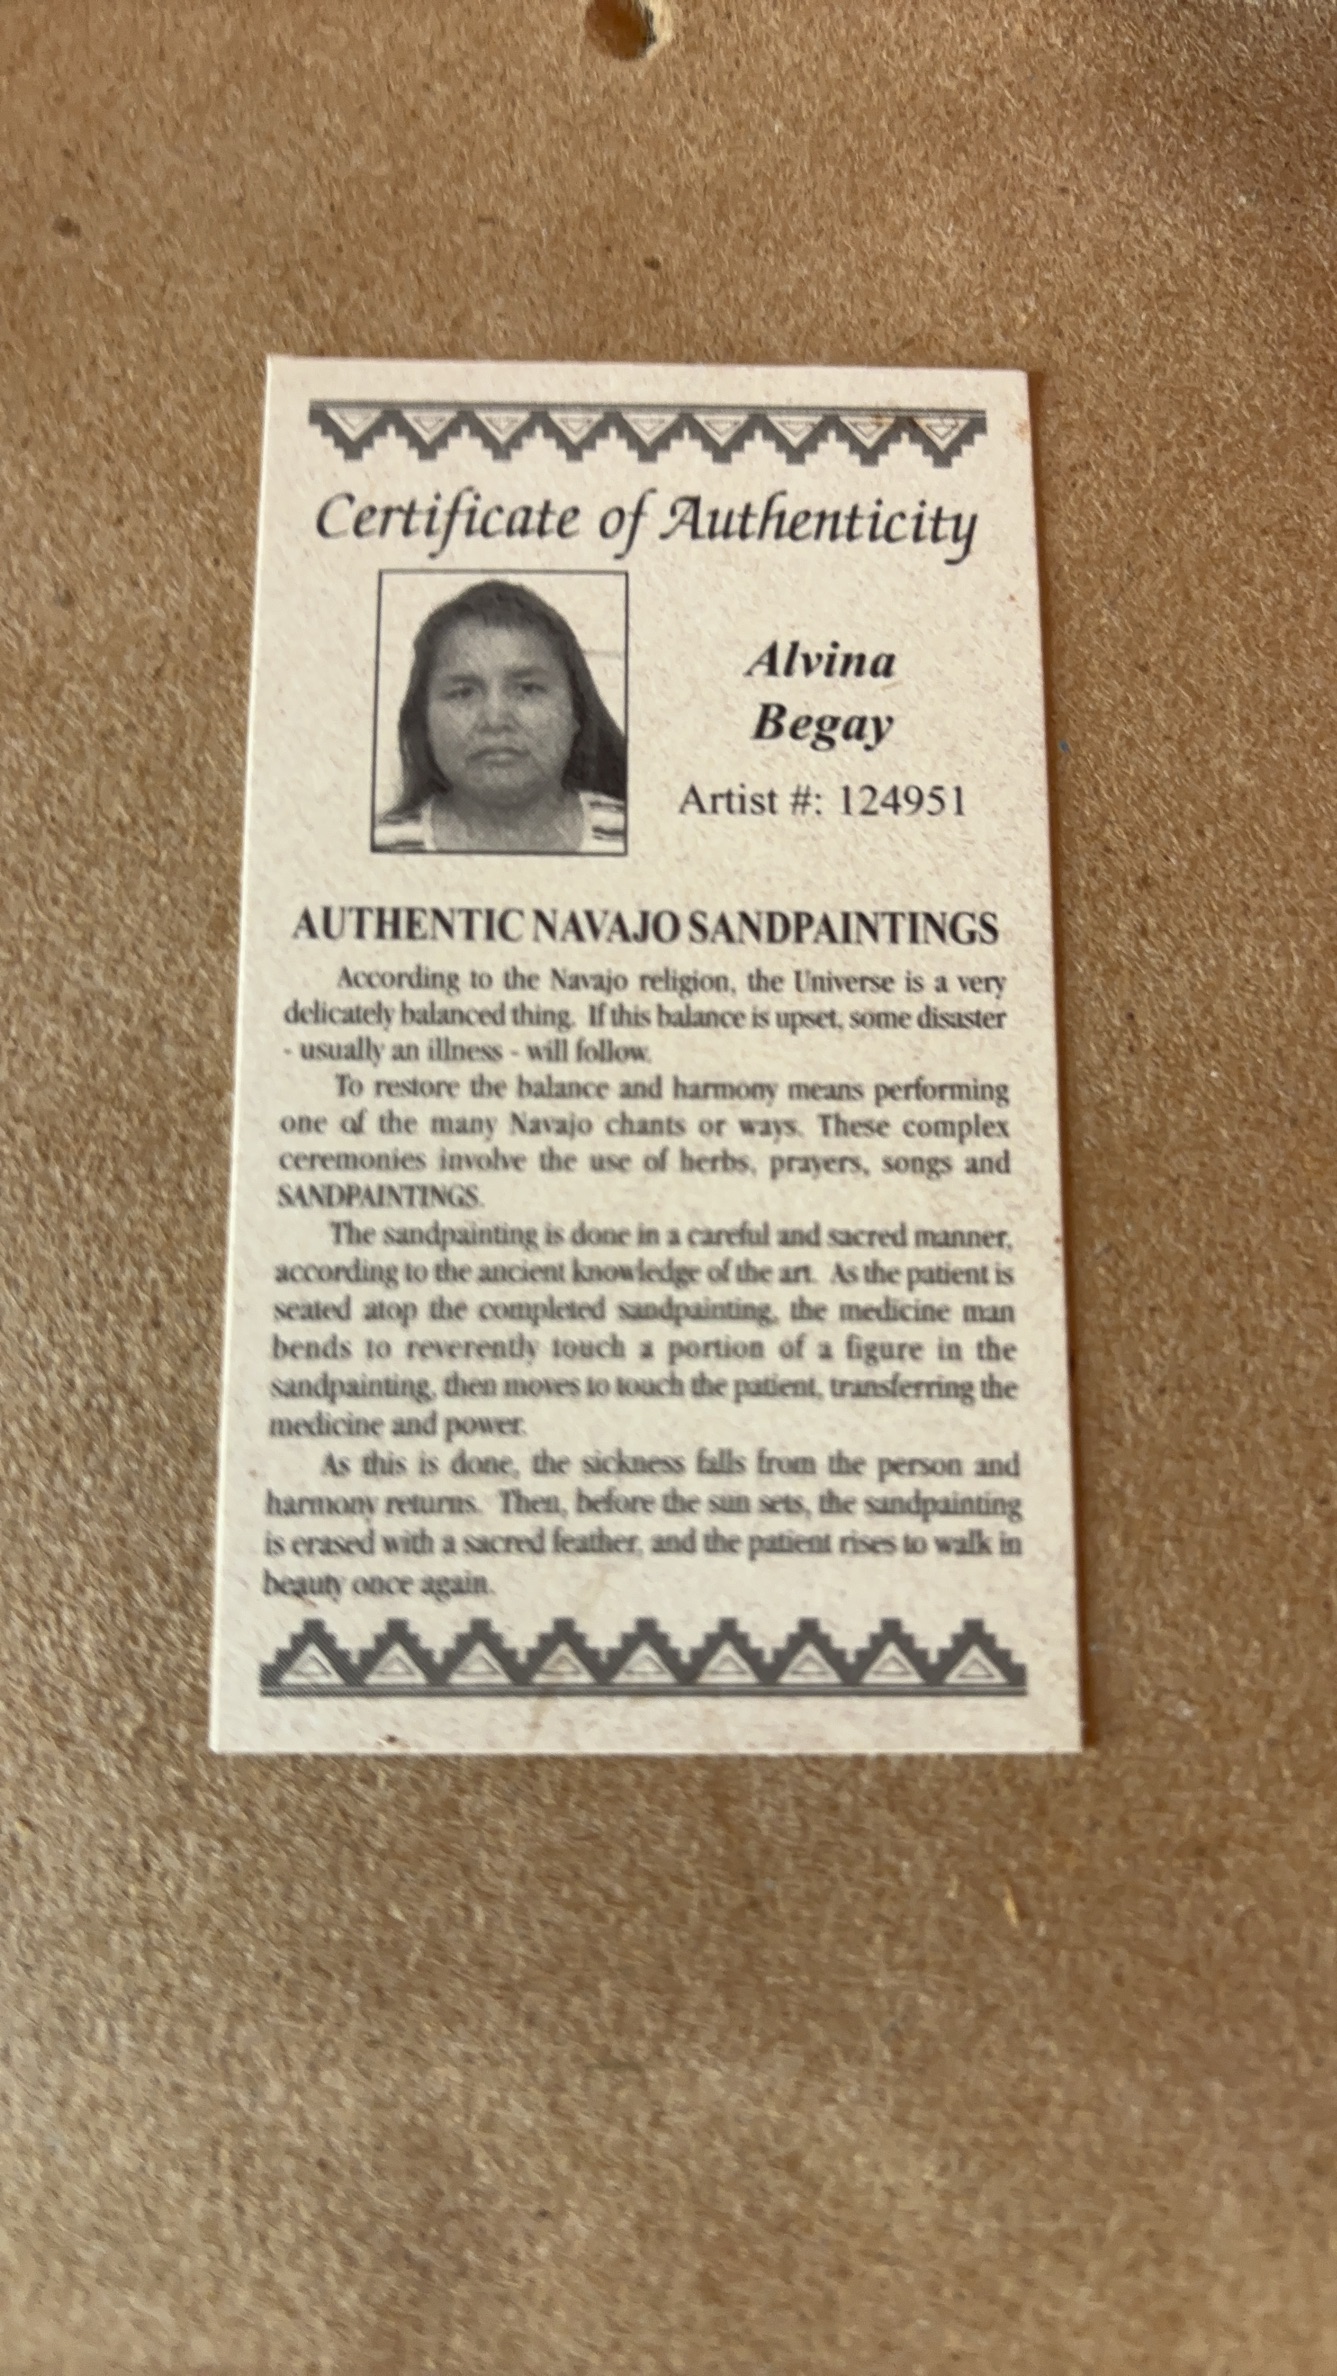 Certificate of Authenticity
Alvina
Begay
Artist #: 124951
AUTHENTIC NAVAJO SANDPAINTINGS
According to the Navajo religion, the Universe is a very
delicately balanced thing. If this balance is upset, some disaster
- usually an illness - will follow.
To restore the balance and harmony means performing
one of the many Navajo chants or ways. These complex
ceremonies involve the use of herbs, prayers, songs and
SANDPAINTINGS.
The sandpainting is done in a careful and sacred manner,
according to the ancient knowledge of the art. As the patient is
seated atop the completed sandpainting, the medicine man
bends to reverently touch a portion of a figure in the
sandpainting, then moves to touch the patient, transferring the
medicine and power.
As this is done, the sickness falls from the person and
harmony returns. Then, before the sun sets, the sandpainting
is erased with a sacred feather, and the patient rises to walk in
beauty once again.